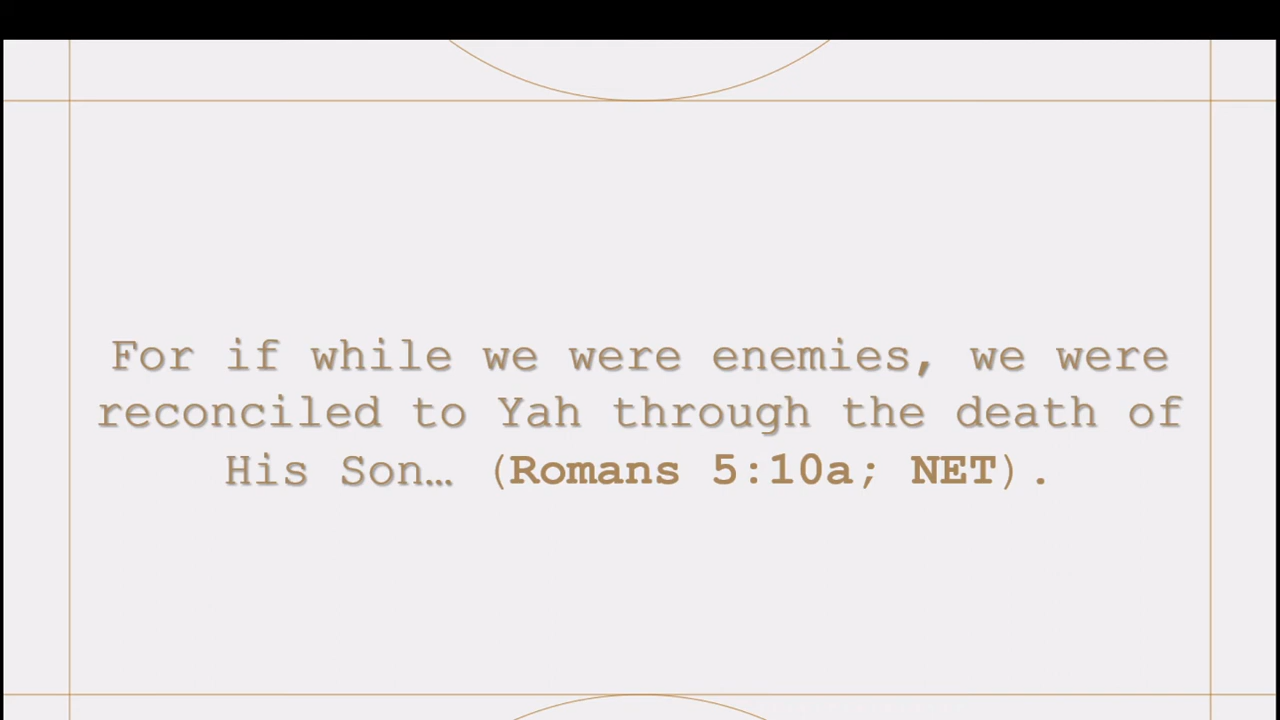 For if while we were enemies, we were
reconciled to Yah through the death of
His Son… (Romans 5:10a; NET).